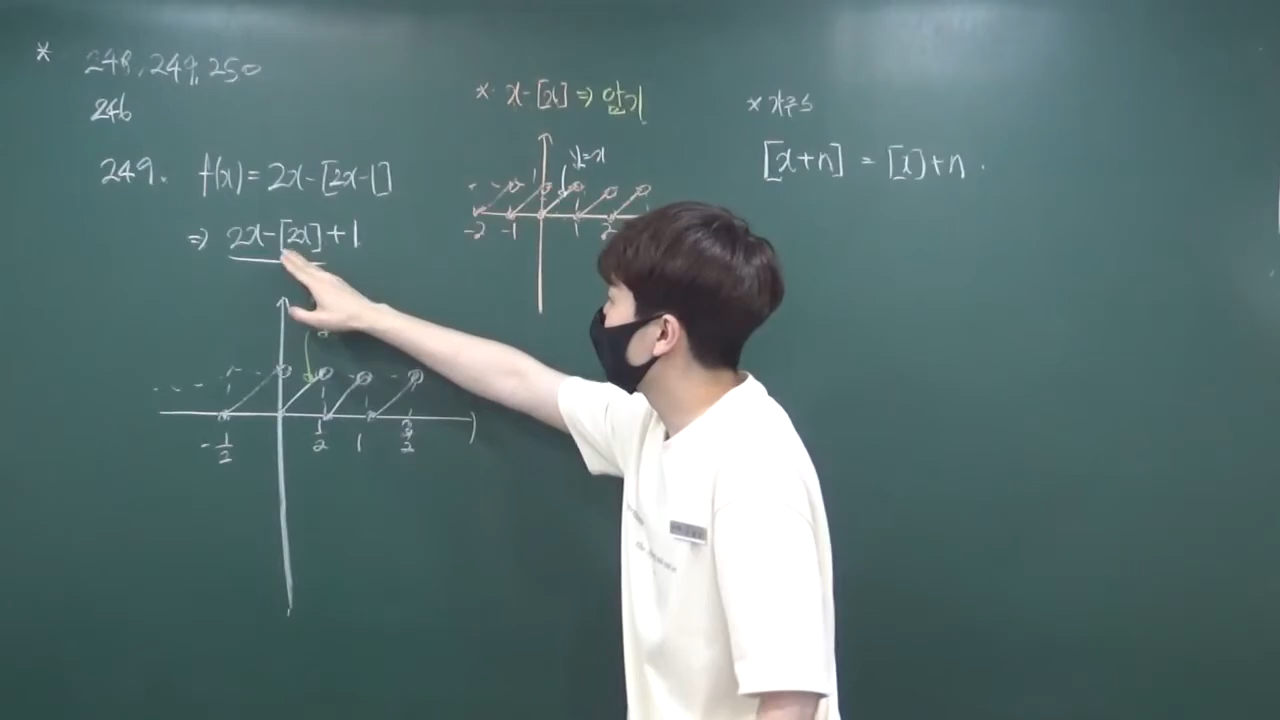 * 248, 249, 250
246
249. f(x) = 2x-[2x-1]
⇒ 2x-[2x]+1
-1/2 1/2 1 3/2
* x-[x] ⇒ 암기
y=x
1
-2 -1 1 2
* 가우스
[x+n] = [x]+n.